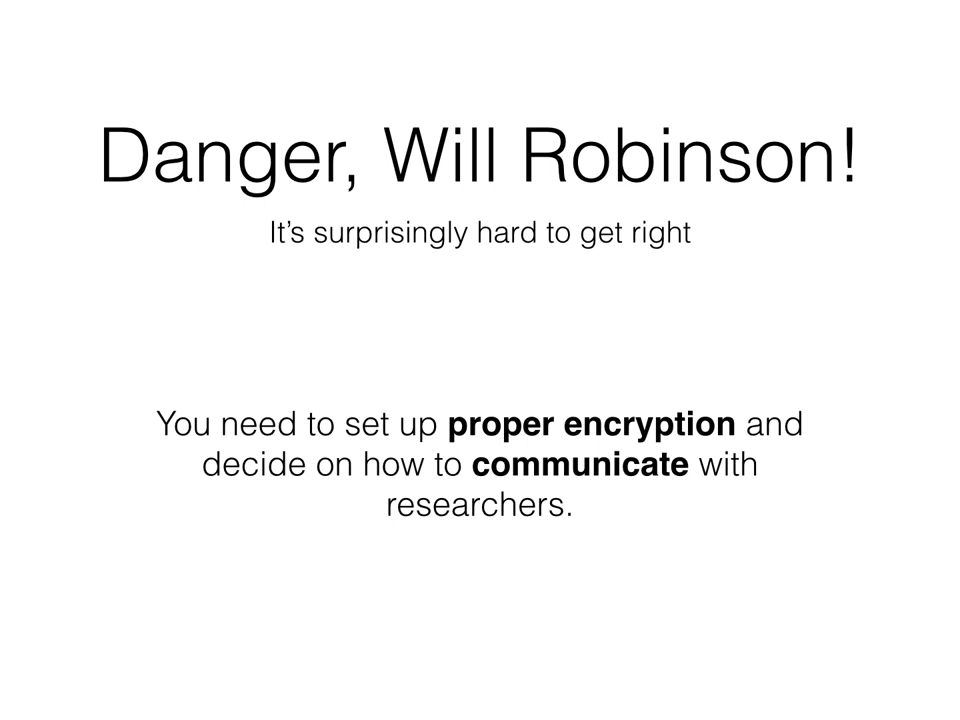 Danger, Will Robinson!
It’s surprisingly hard to get right
You need to set up proper encryption and
decide on how to communicate with
researchers.